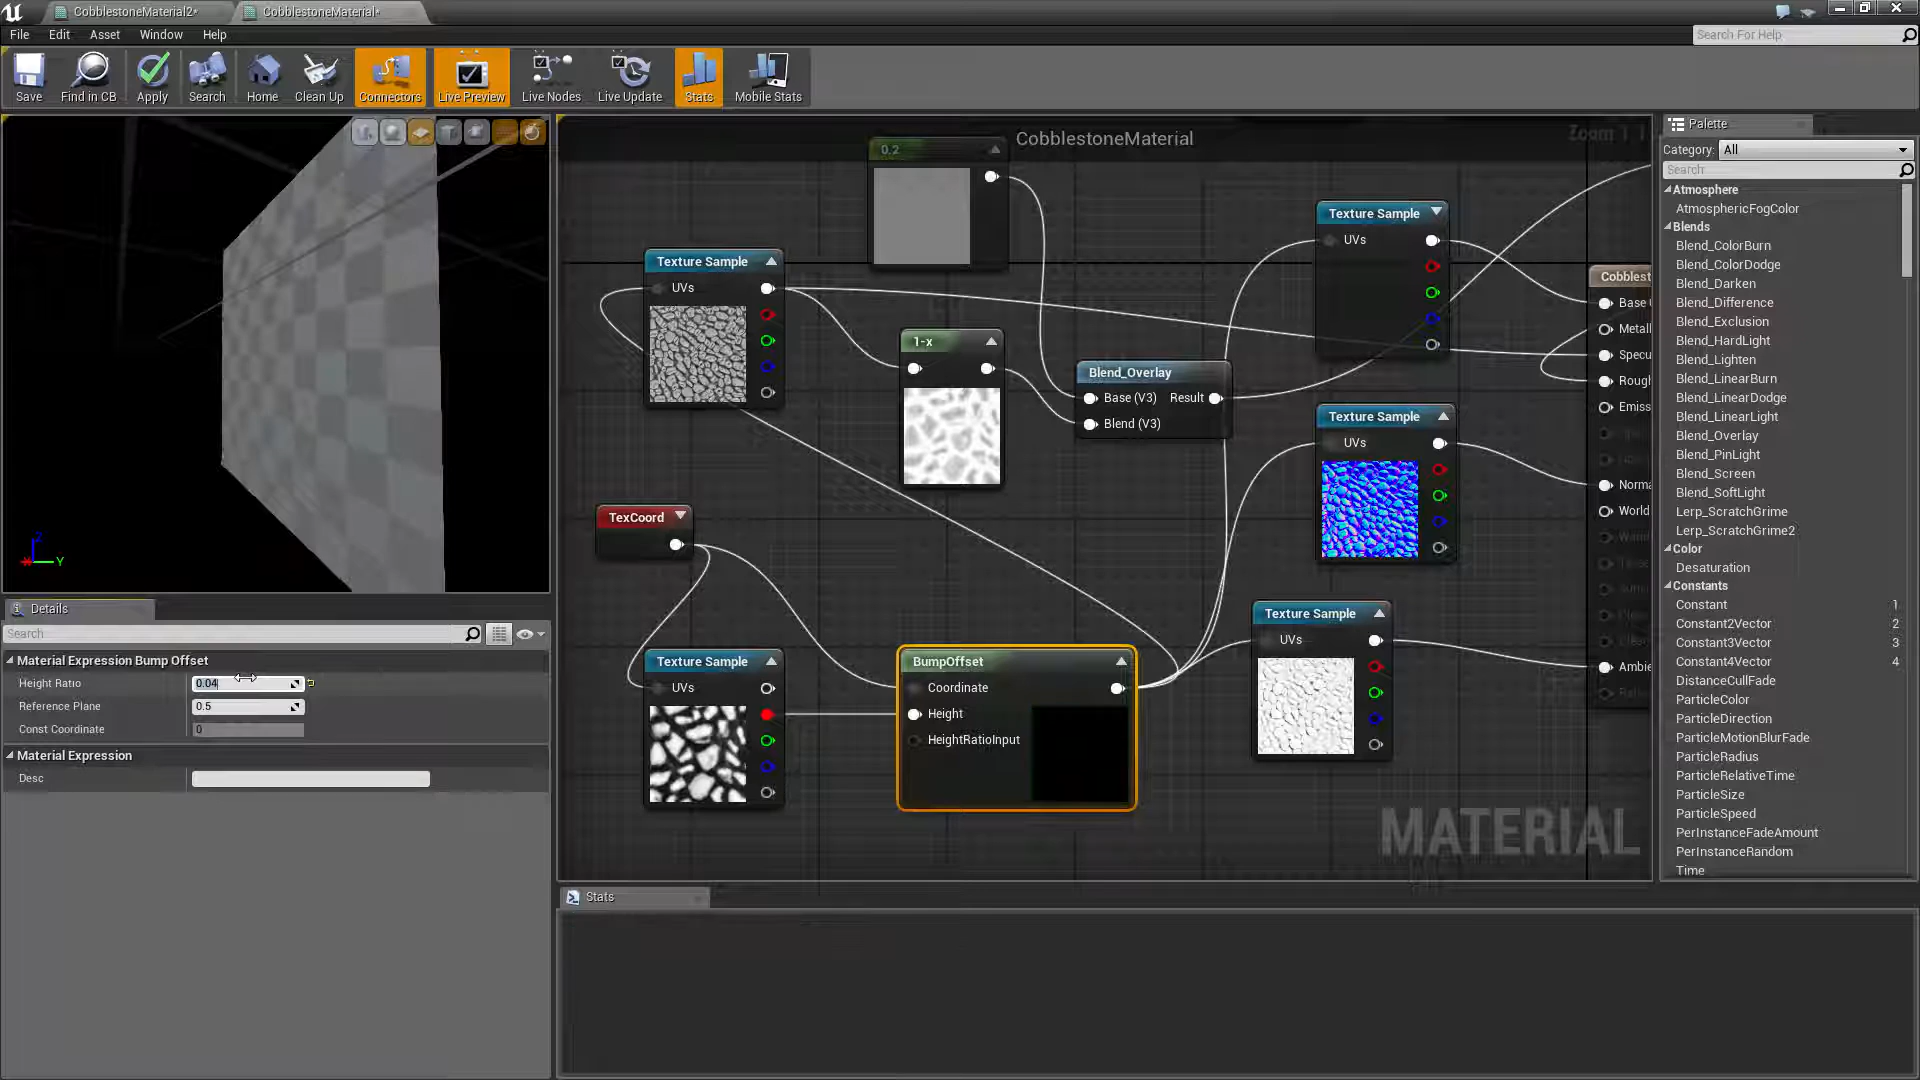 CobblestoneMaterial2*
CobblestoneMaterial*
File
Edit
Asset
Window
Help
Search For Help
Save
Find in CB
Apply
Search
Home
Clean Up
Connectors
Live Preview
Live Nodes
Live Update
Stats
Mobile Stats
CobblestoneMaterial
Zoom 1:1
0.2
Texture Sample
UVs
1-x
Blend_Overlay
Base (V3) Result
Blend (V3)
Texture Sample
UVs
Texture Sample
UVs
Cobblest
Metall
Specu
Roug
Emiss
Norma
World
Ambie
TexCoord
Texture Sample
UVs
BumpOffset
Coordinate
Height
HeightRatioInput
Texture Sample
UVs
MATERIAL
Z
Y
Details
Search
Material Expression Bump Offset
Height Ratio 0.04
Reference Plane 0.5
Const Coordinate 0
Material Expression
Desc
Stats
Palette
Category: All
Search
Atmosphere
AtmosphericFogColor
Blends
Blend_ColorBurn
Blend_ColorDodge
Blend_Darken
Blend_Difference
Blend_Exclusion
Blend_HardLight
Blend_Lighten
Blend_LinearBurn
Blend_LinearDodge
Blend_LinearLight
Blend_Overlay
Blend_PinLight
Blend_Screen
Blend_SoftLight
Lerp_ScratchGrime
Lerp_ScratchGrime2
Color
Desaturation
Constants
Constant 1
Constant2Vector 2
Constant3Vector 3
Constant4Vector 4
DistanceCullFade
ParticleColor
ParticleDirection
ParticleMotionBlurFade
ParticleRadius
ParticleRelativeTime
ParticleSize
ParticleSpeed
PerInstanceFadeAmount
PerInstanceRandom
Time